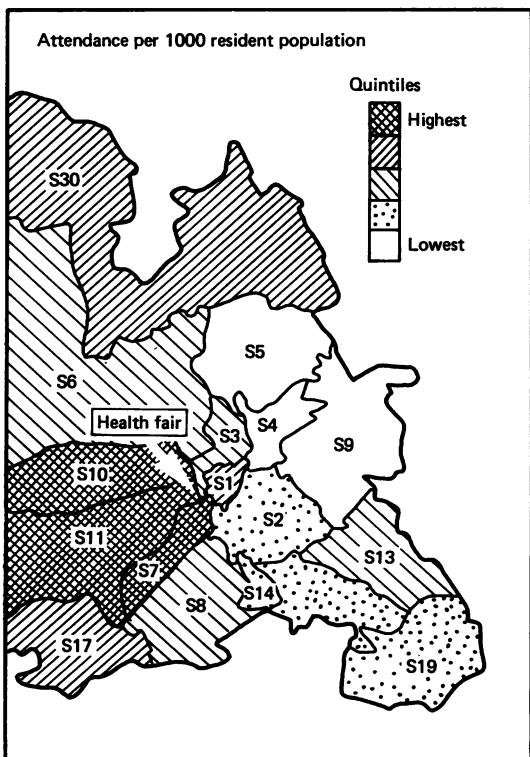 Attendance per 1000 resident population
Quintiles
Highest
Lowest
S30
S5
S6
S9
S4
S3
Health fair
S10
S1
S2
S11
S13
S7
S14
S8
S17
S19